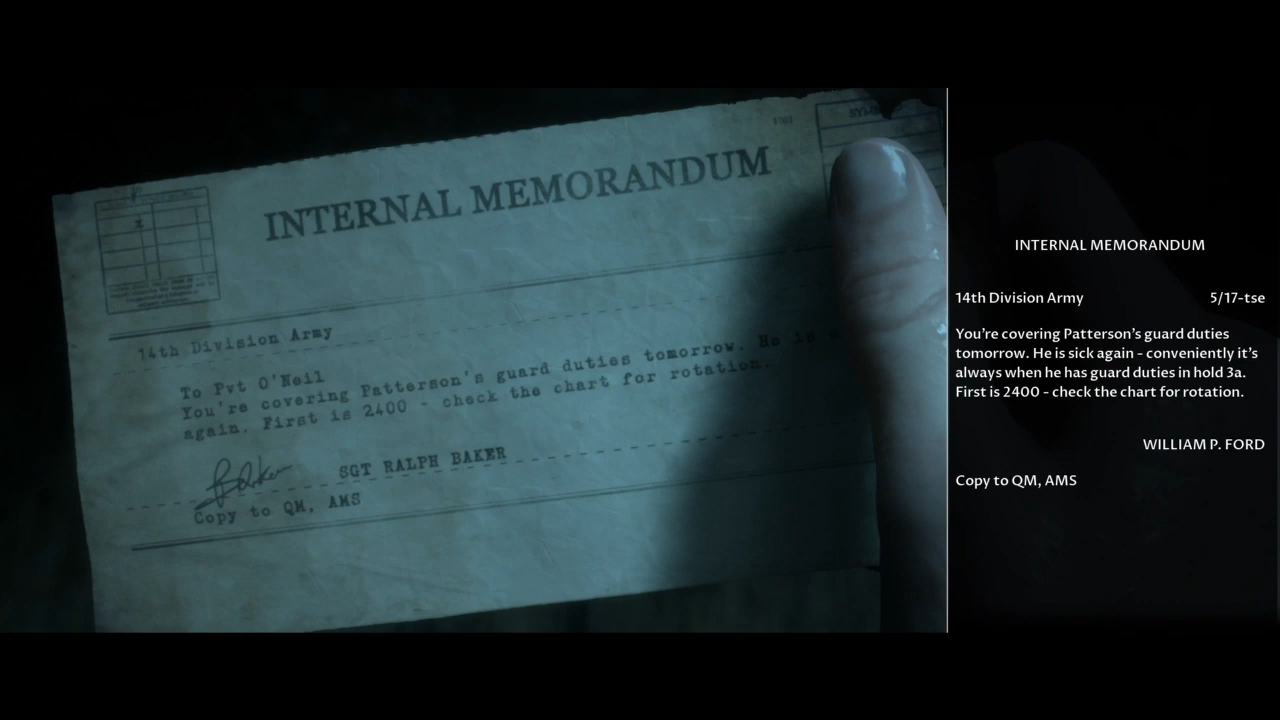 INTERNAL MEMORANDUM
14th Division Army
To Pvt O'Neil
You're covering Patterson's guard duties tomorrow. He is
again. First is 2400 - check the chart for rotation.
SGT RALPH BAKER
Copy to QM, AMS
INTERNAL MEMORANDUM
14th Division Army 5/17-tse
You're covering Patterson's guard duties
tomorrow. He is sick again - conveniently it's
always when he has guard duties in hold 3a.
First is 2400 - check the chart for rotation.
WILLIAM P. FORD
Copy to QM, AMS